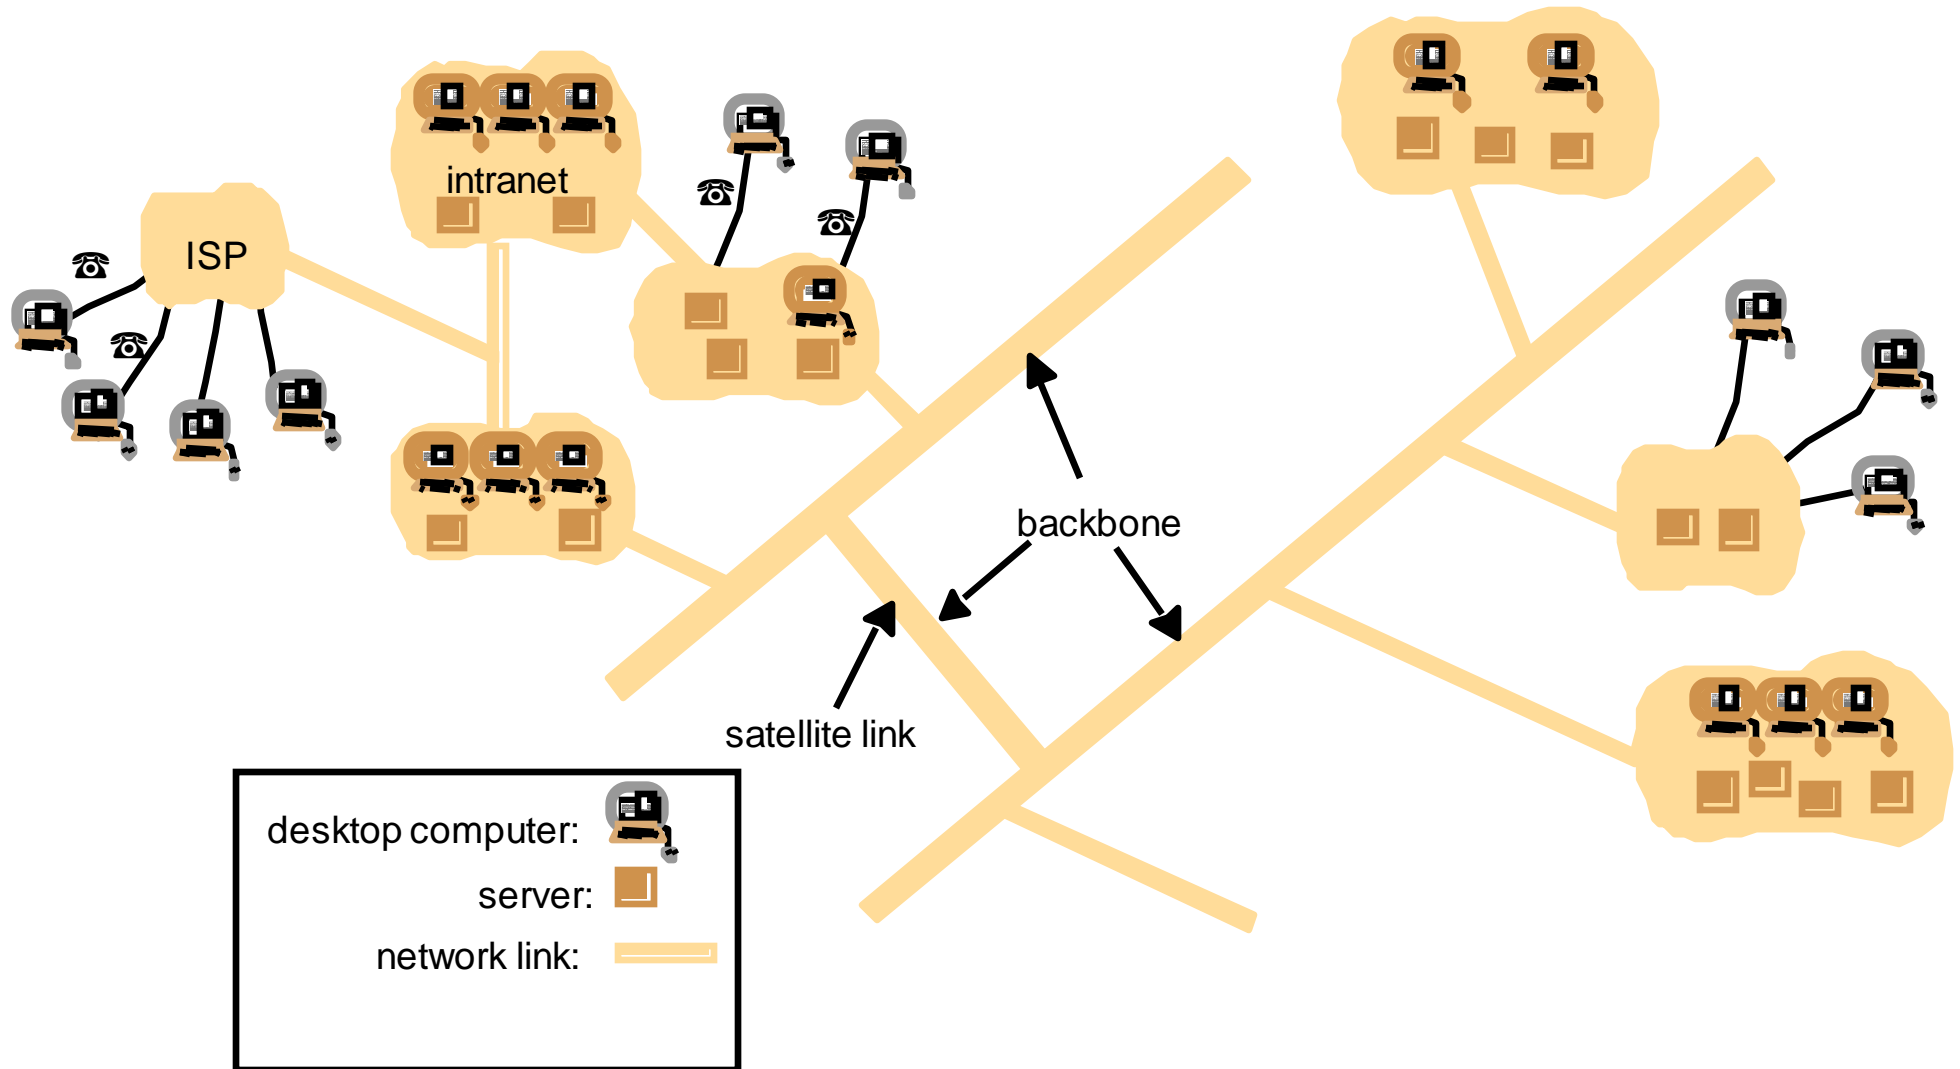 intranet
ISP
backbone
satellite link
desktop computer:
server:
network link: